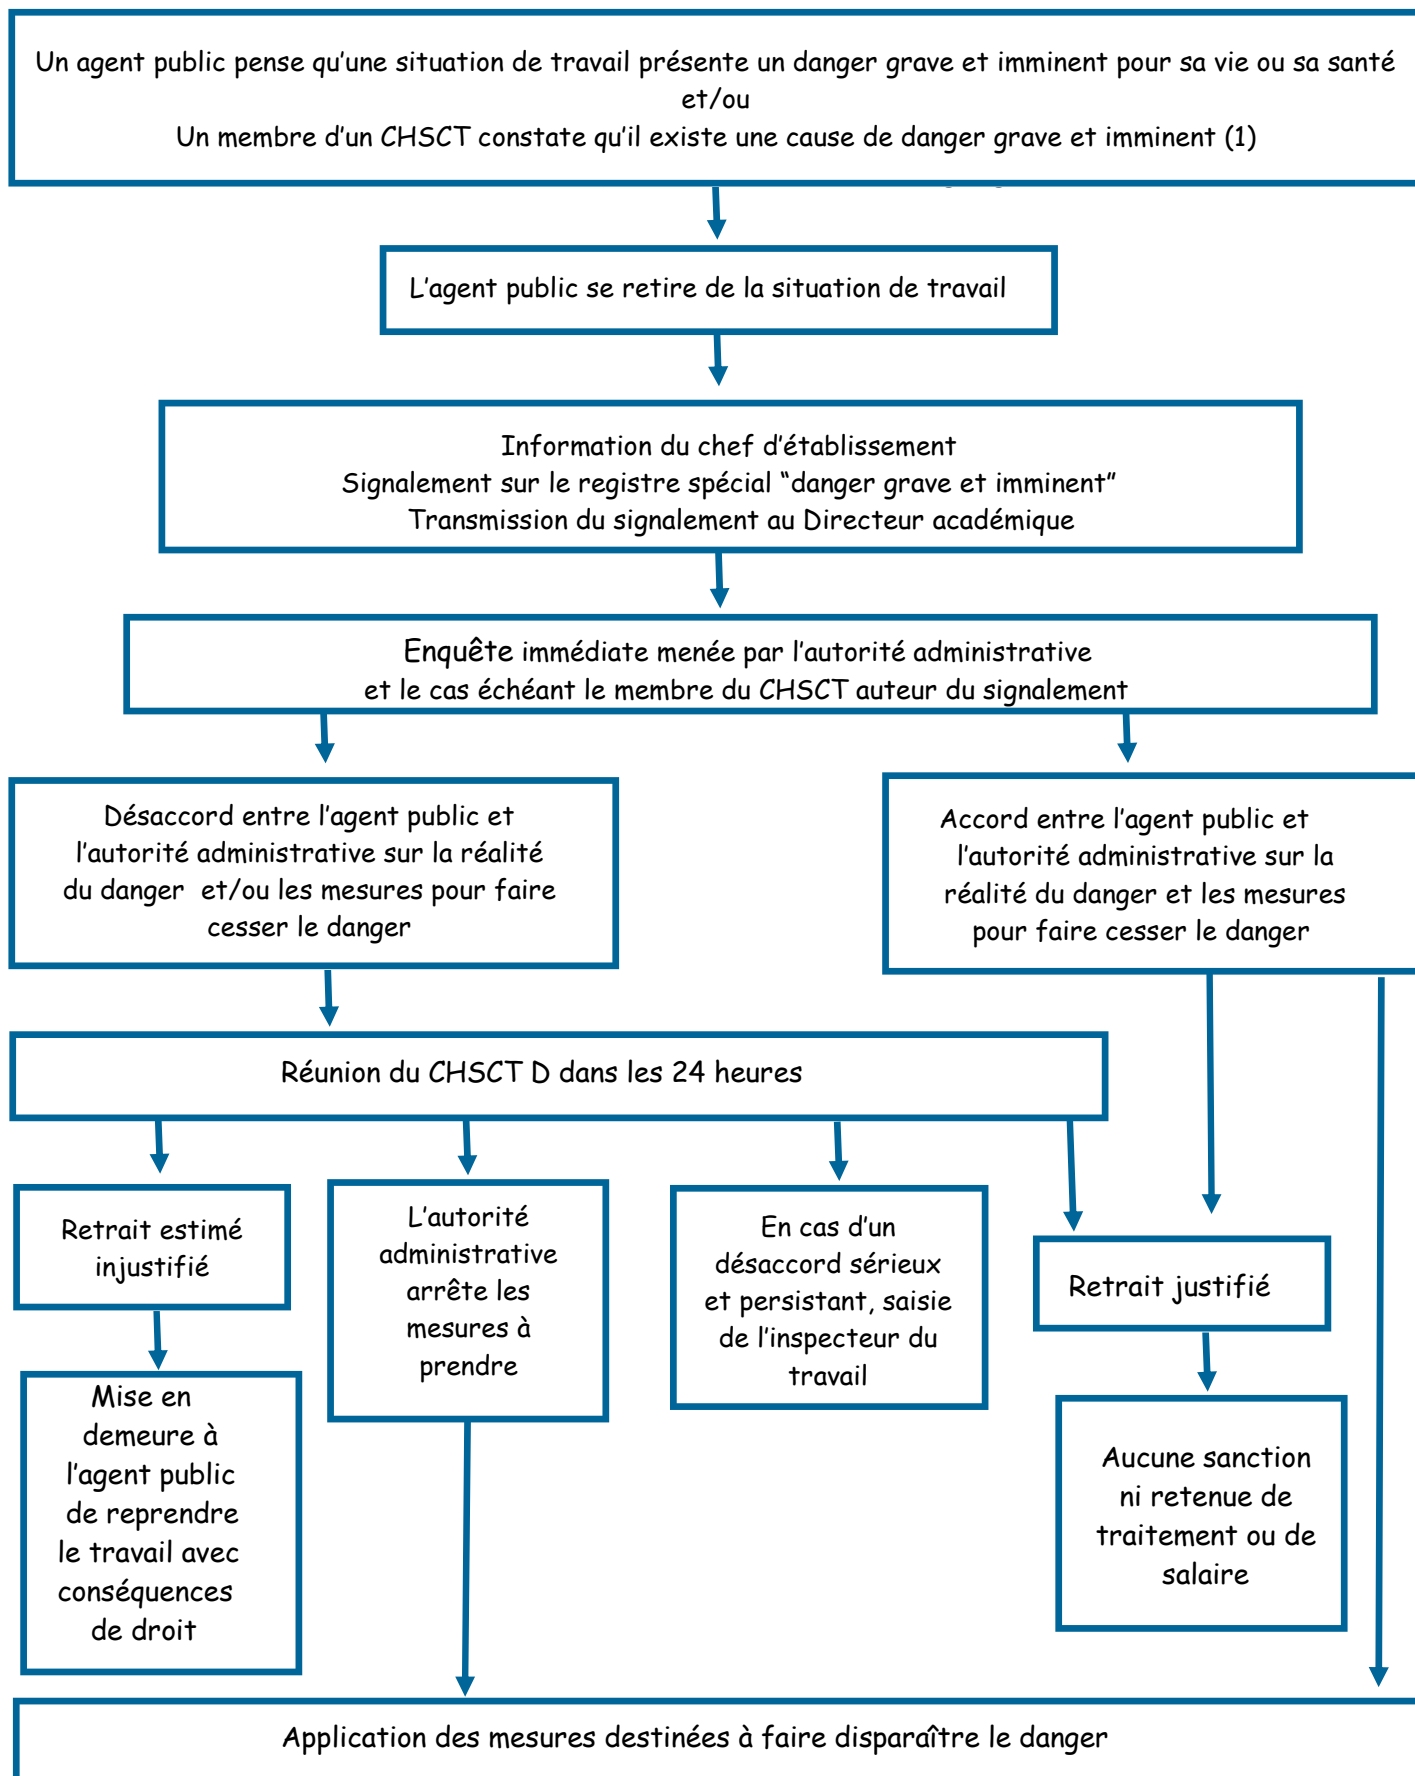 Un agent public pense qu'une situation de travail présente un danger grave et imminent pour sa vie ou sa santé
et/ou
Un membre d'un CHSCT constate qu'il existe une cause de danger grave et imminent (1)
L'agent public se retire de la situation de travail
Information du chef d'établissement
Signalement sur le registre spécial “danger grave et imminent”
Transmission du signalement au Directeur académique
Enquête immédiate menée par l'autorité administrative
et le cas échéant le membre du CHSCT auteur du signalement
Désaccord entre l'agent public et
l'autorité administrative sur la réalité
du danger et/ou les mesures pour faire
cesser le danger
Accord entre l'agent public et
l'autorité administrative sur la
réalité du danger et les mesures
pour faire cesser le danger
Réunion du CHSCT D dans les 24 heures
Retrait estimé
injustifié
L'autorité
administrative
arrête les
mesures à
prendre
En cas d'un
désaccord sérieux
et persistant, saisie
de l'inspecteur du
travail
Retrait justifié
Mise en
demeure à
l'agent public
de reprendre
le travail avec
conséquences
de droit
Aucune sanction
ni retenue de
traitement ou de
salaire
Application des mesures destinées à faire disparaître le danger